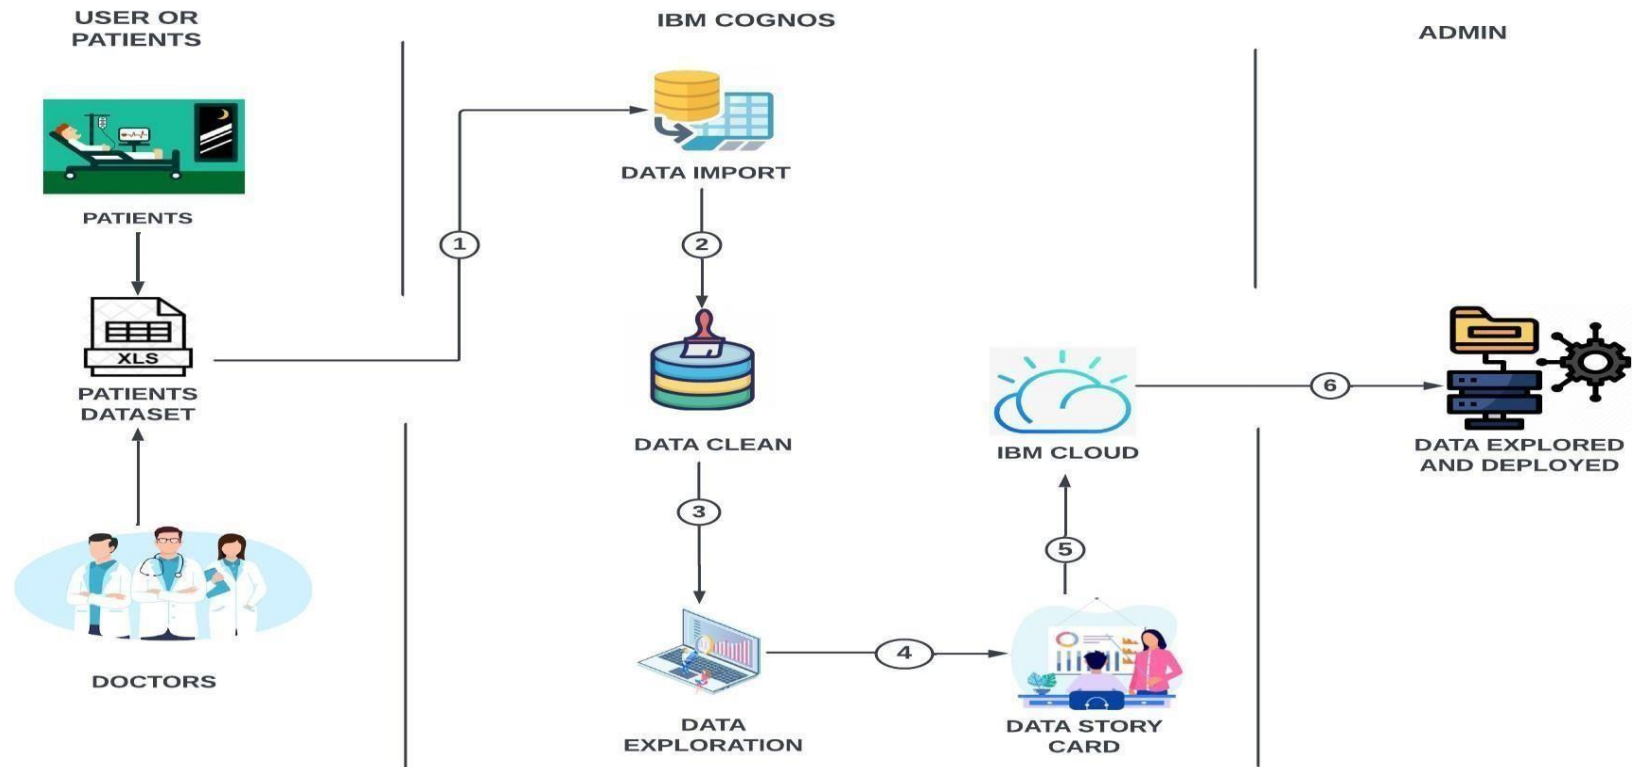 USER OR
PATIENTS
PATIENTS
XLS
PATIENTS
DATASET
DOCTORS
IBM COGNOS
DATA IMPORT
1
2
DATA CLEAN
3
DATA
EXPLORATION
4
DATA STORY
CARD
5
IBM CLOUD
6
ADMIN
DATA EXPLORED
AND DEPLOYED